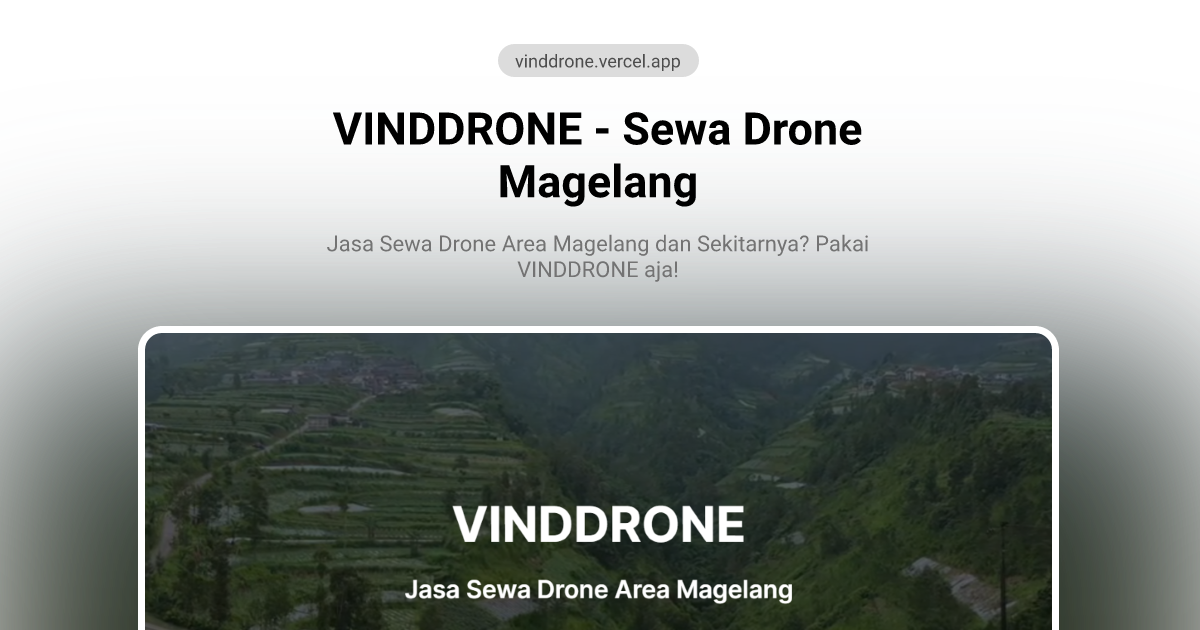 vinddrone.vercel.app
VINDDRONE - Sewa Drone
Magelang
Jasa Sewa Drone Area Magelang dan Sekitarnya? Pakai
VINDDRONE aja!
VINDDRONE
Jasa Sewa Drone Area Magelang